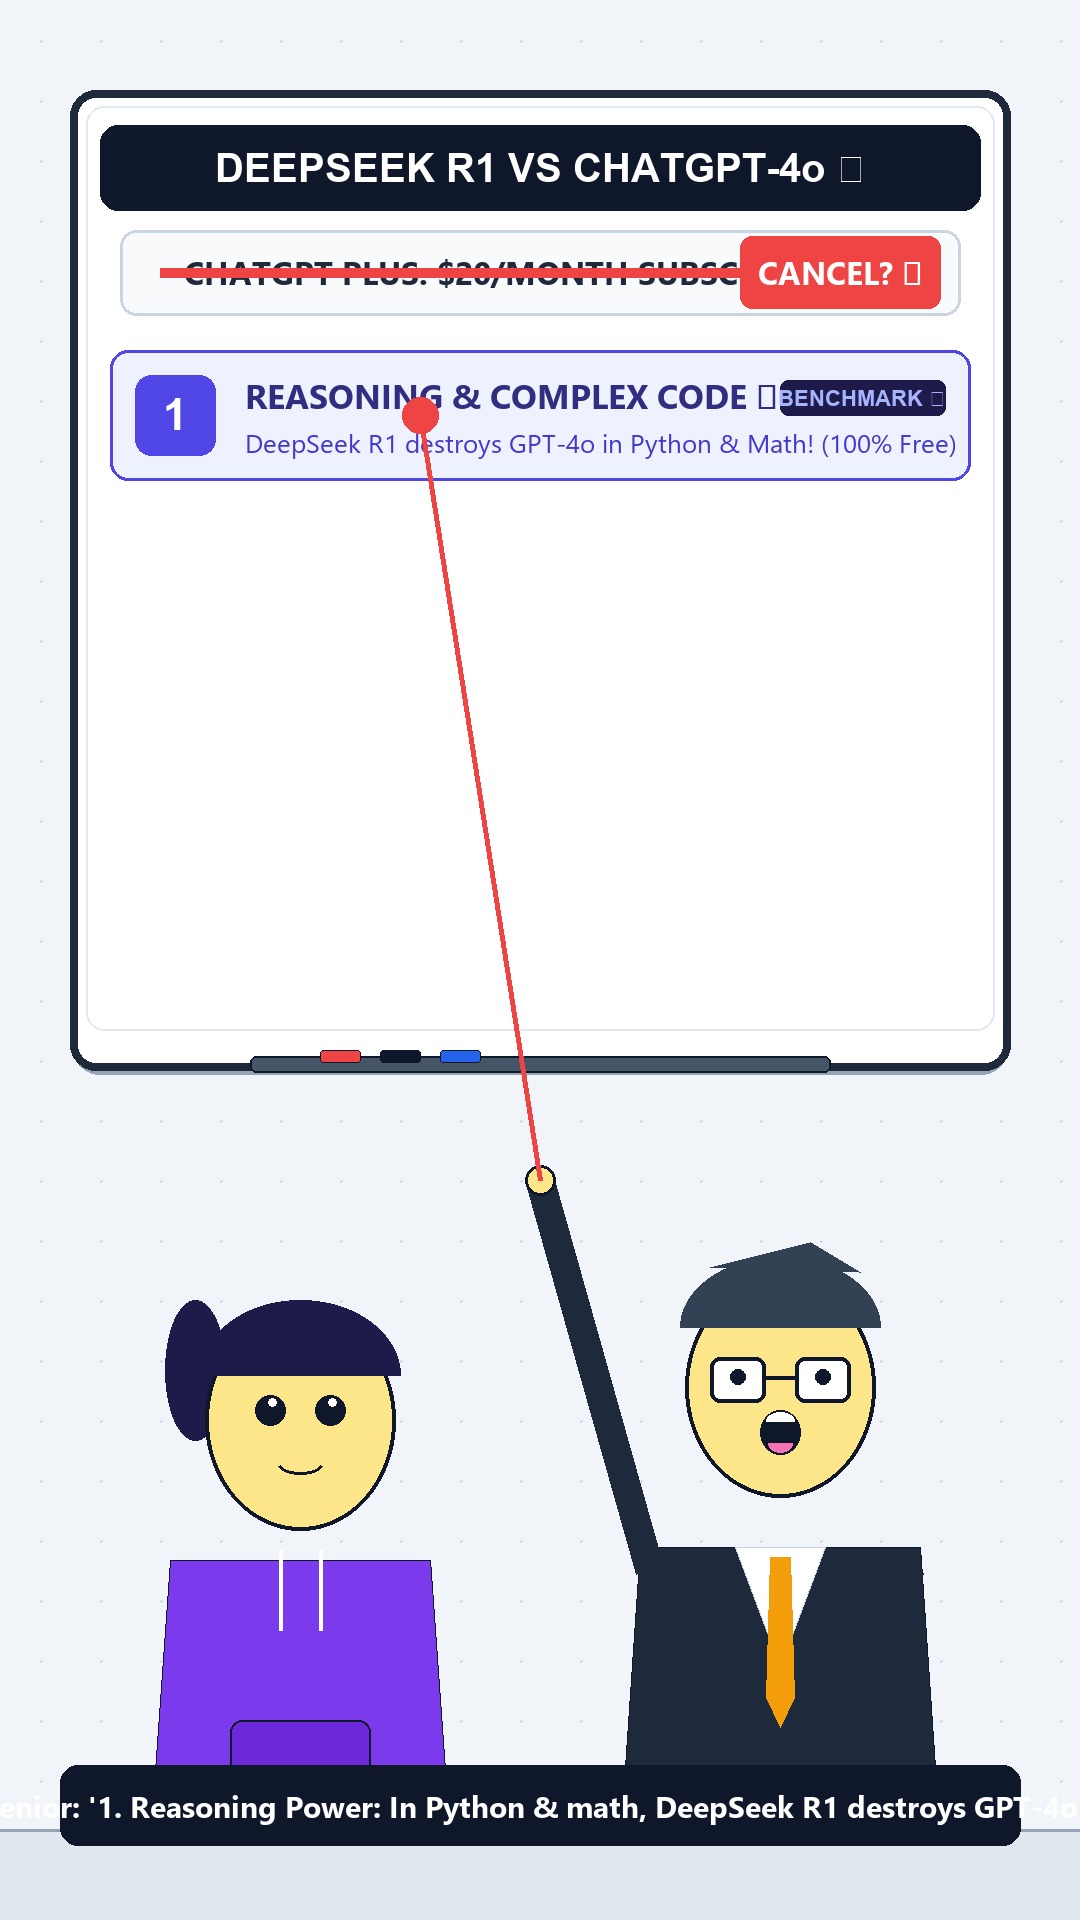 DEEPSEEK R1 VS CHATGPT-4o
CHATGPT PLUS: $20/MONTH SUBSC
CANCEL?
1
REASONING & COMPLEX CODE
BENCHMARK
DeepSeek R1 destroys GPT-4o in Python & Math! (100% Free)
enior: '1. Reasoning Power: In Python & math, DeepSeek R1 destroys GPT-4o